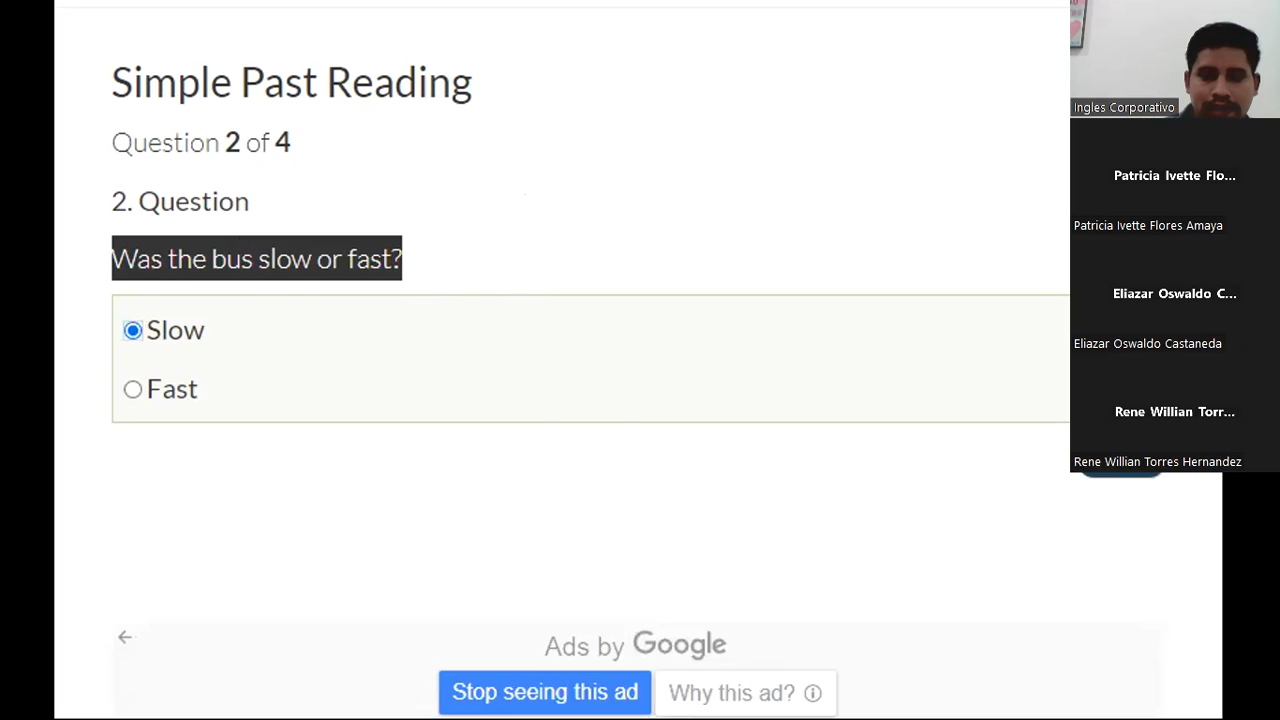 Simple Past Reading
Question 2 of 4
2. Question
Was the bus slow or fast?
Slow
Fast
Ads by Google
Stop seeing this ad
Why this ad?
Ingles Corporativo
Patricia Ivette Flo...
Patricia Ivette Flores Amaya
Eliazar Oswaldo C...
Eliazar Oswaldo Castaneda
Rene Willian Torr...
Rene Willian Torres Hernandez